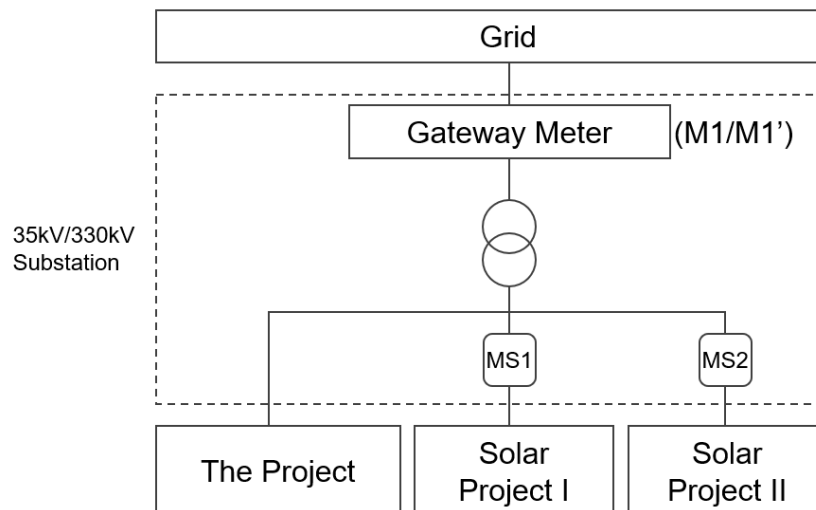 Grid
Gateway Meter
(M1/M1’)
35kV/330kV
Substation
MS1
MS2
The Project
Solar
Project I
Solar
Project II